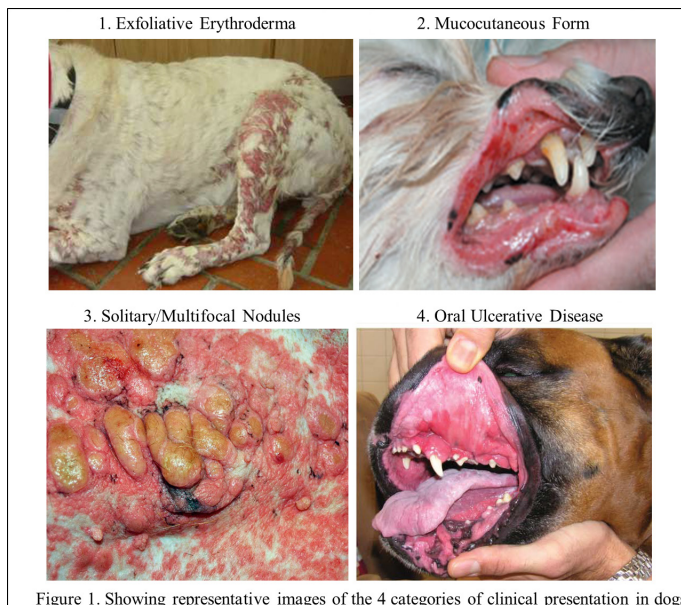 1. Exfoliative Erythroderma
2. Mucocutaneous Form
3. Solitary/Multifocal Nodules
4. Oral Ulcerative Disease
Figure 1. Showing representative images of the 4 categories of clinical presentation in dogs